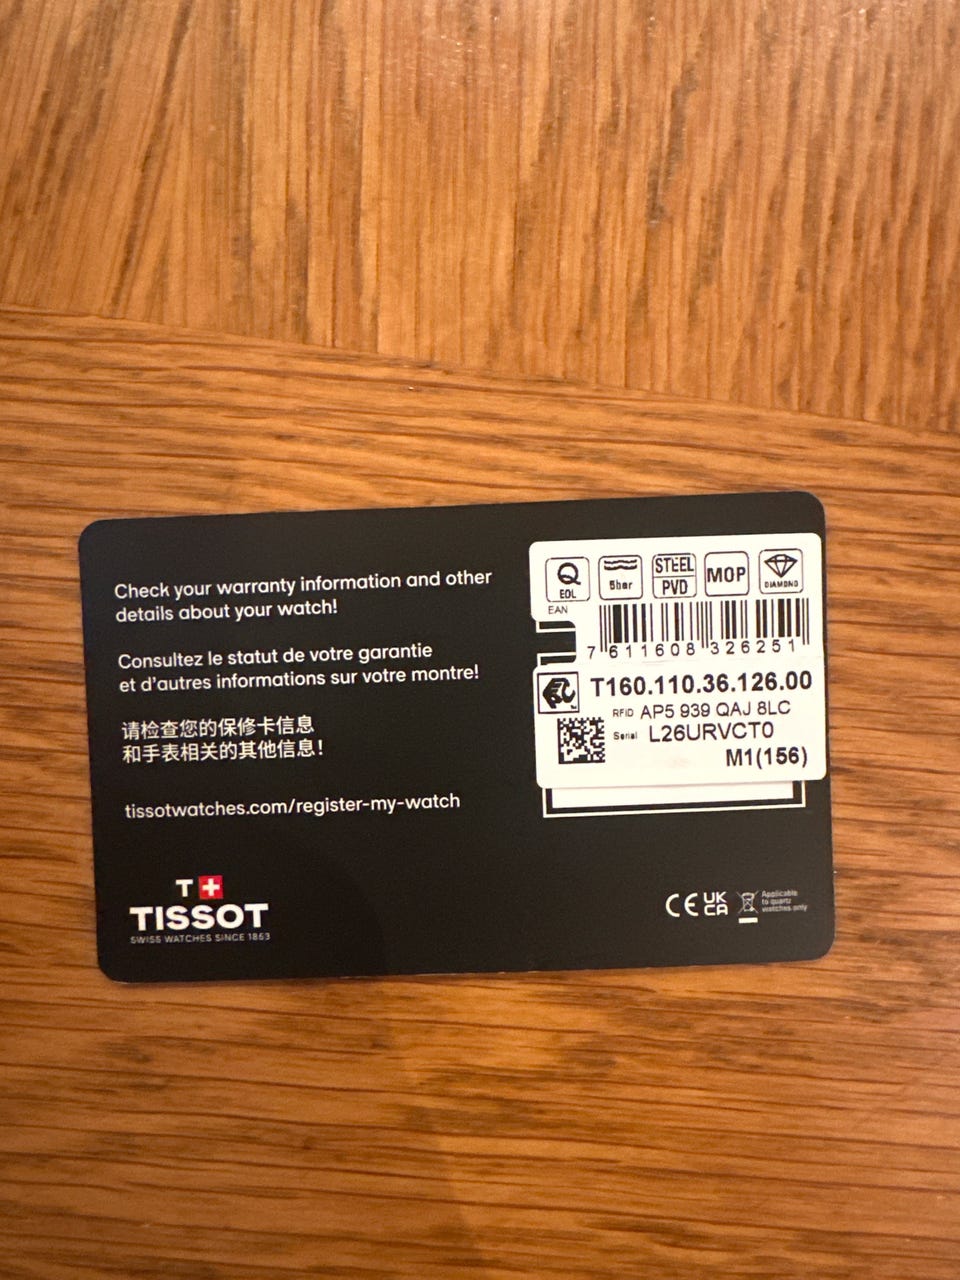 Check your warranty information and other
details about your watch!
Consultez le statut de votre garantie
et d'autres informations sur votre montre!
请检查您的保修卡信息
和手表相关的其他信息!
tissotwatches.com/register-my-watch
T
TISSOT
SWISS WATCHES SINCE 1853
Q
EOL
5bar
STEEL
PVD
MOP
DIAMOND
EAN
7 611608 326251
T160.110.36.126.00
RFID AP5 939 QAJ 8LC
Serial L26URVCT0
M1(156)
CE
UK
CA
Applicable
to quartz
watches only